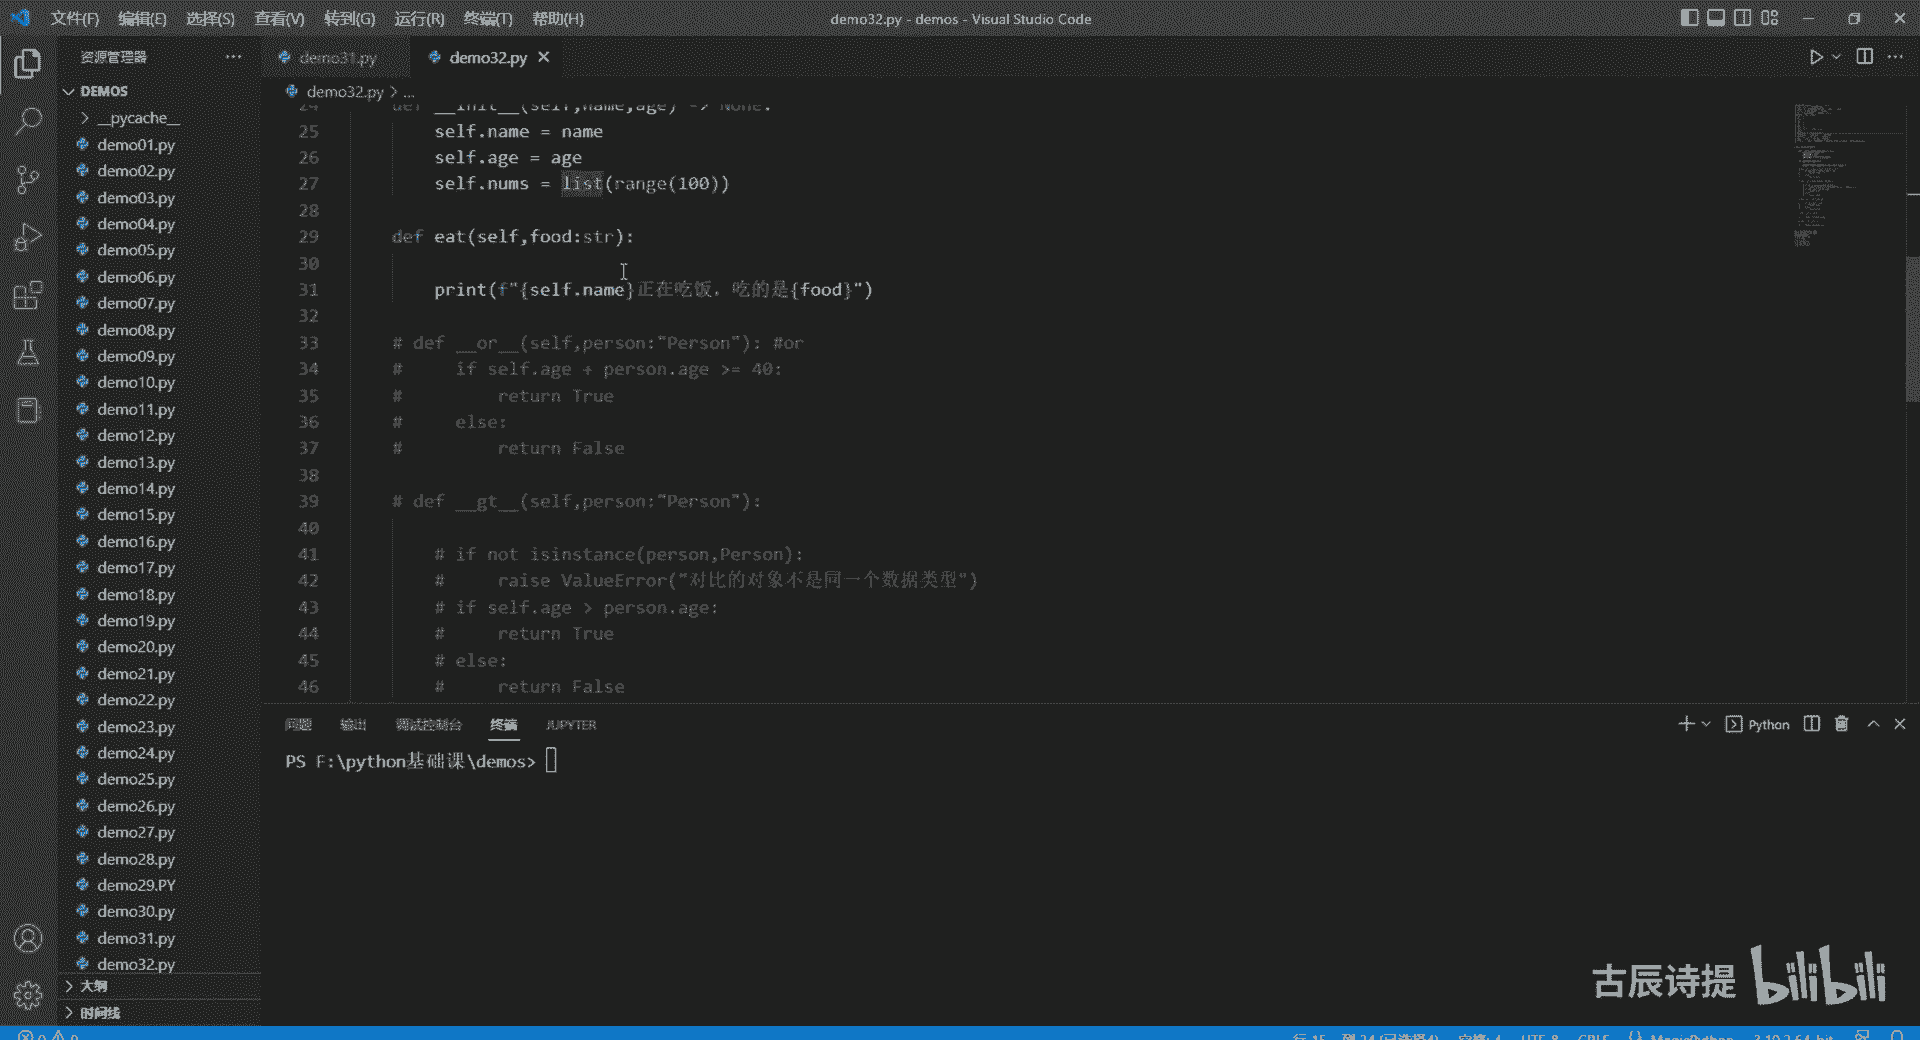 文件(F) 编辑(E) 选择(S) 查看(V) 转到(G) 运行(R) 终端(T) 帮助(H)
demo32.py - demos - Visual Studio Code
资源管理器
DEMOS
__pycache__
demo01.py
demo02.py
demo03.py
demo04.py
demo05.py
demo06.py
demo07.py
demo08.py
demo09.py
demo10.py
demo11.py
demo12.py
demo13.py
demo14.py
demo15.py
demo16.py
demo17.py
demo18.py
demo19.py
demo20.py
demo21.py
demo22.py
demo23.py
demo24.py
demo25.py
demo26.py
demo27.py
demo28.py
demo29.PY
demo30.py
demo31.py
demo32.py
大纲
时间线
demo31.py
demo32.py
demo32.py > ...
24 def __init__(self,name,age) -> None:
25 self.name = name
26 self.age = age
27 self.nums = list(range(100))
28
29 def eat(self,food:str):
30
31 print(f"{self.name}正在吃饭，吃的是{food}")
32
33 # def __or__(self,person:"Person"): #or
34 #     if self.age + person.age >= 40:
35 #         return True
36 #     else:
37 #         return False
38
39 # def __gt__(self,person:"Person"):
40
41 # if not isinstance(person,Person):
42 #     raise ValueError("对比的对象不是同一个数据类型")
43 # if self.age > person.age:
44 #     return True
45 # else:
46 #     return False
问题 输出 调试控制台 终端 JUPYTER
Python
PS F:\python基础课\demos>
古辰诗提 bilibili